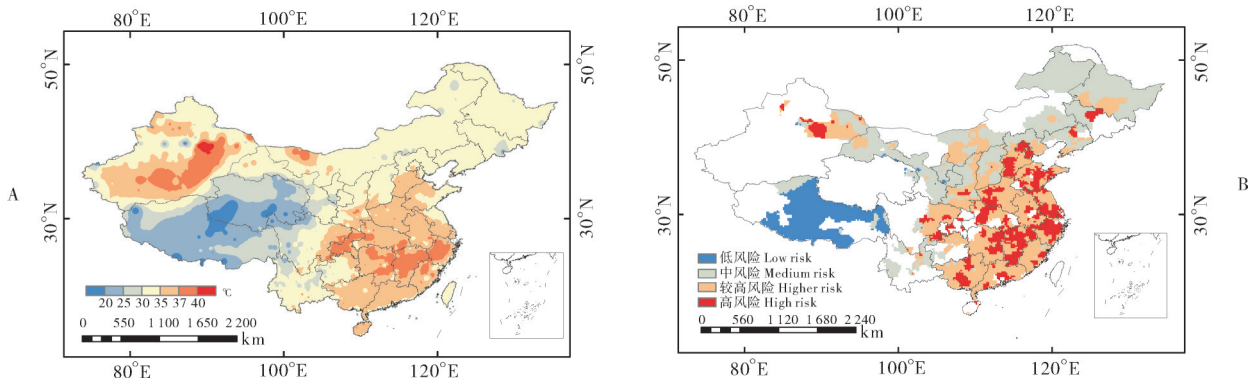 80°E 100°E 120°E
50°N 50°N
A
30°N 30°N
℃
20 25 30 35 37 40
0 550 1 100 1 650 2 200
km
80°E 100°E 120°E
80°E 100°E 120°E
50°N 50°N
B
30°N 30°N
低风险 Low risk
中风险 Medium risk
较高风险 Higher risk
高风险 High risk
0 560 1 120 1 680 2 240
km
80°E 100°E 120°E